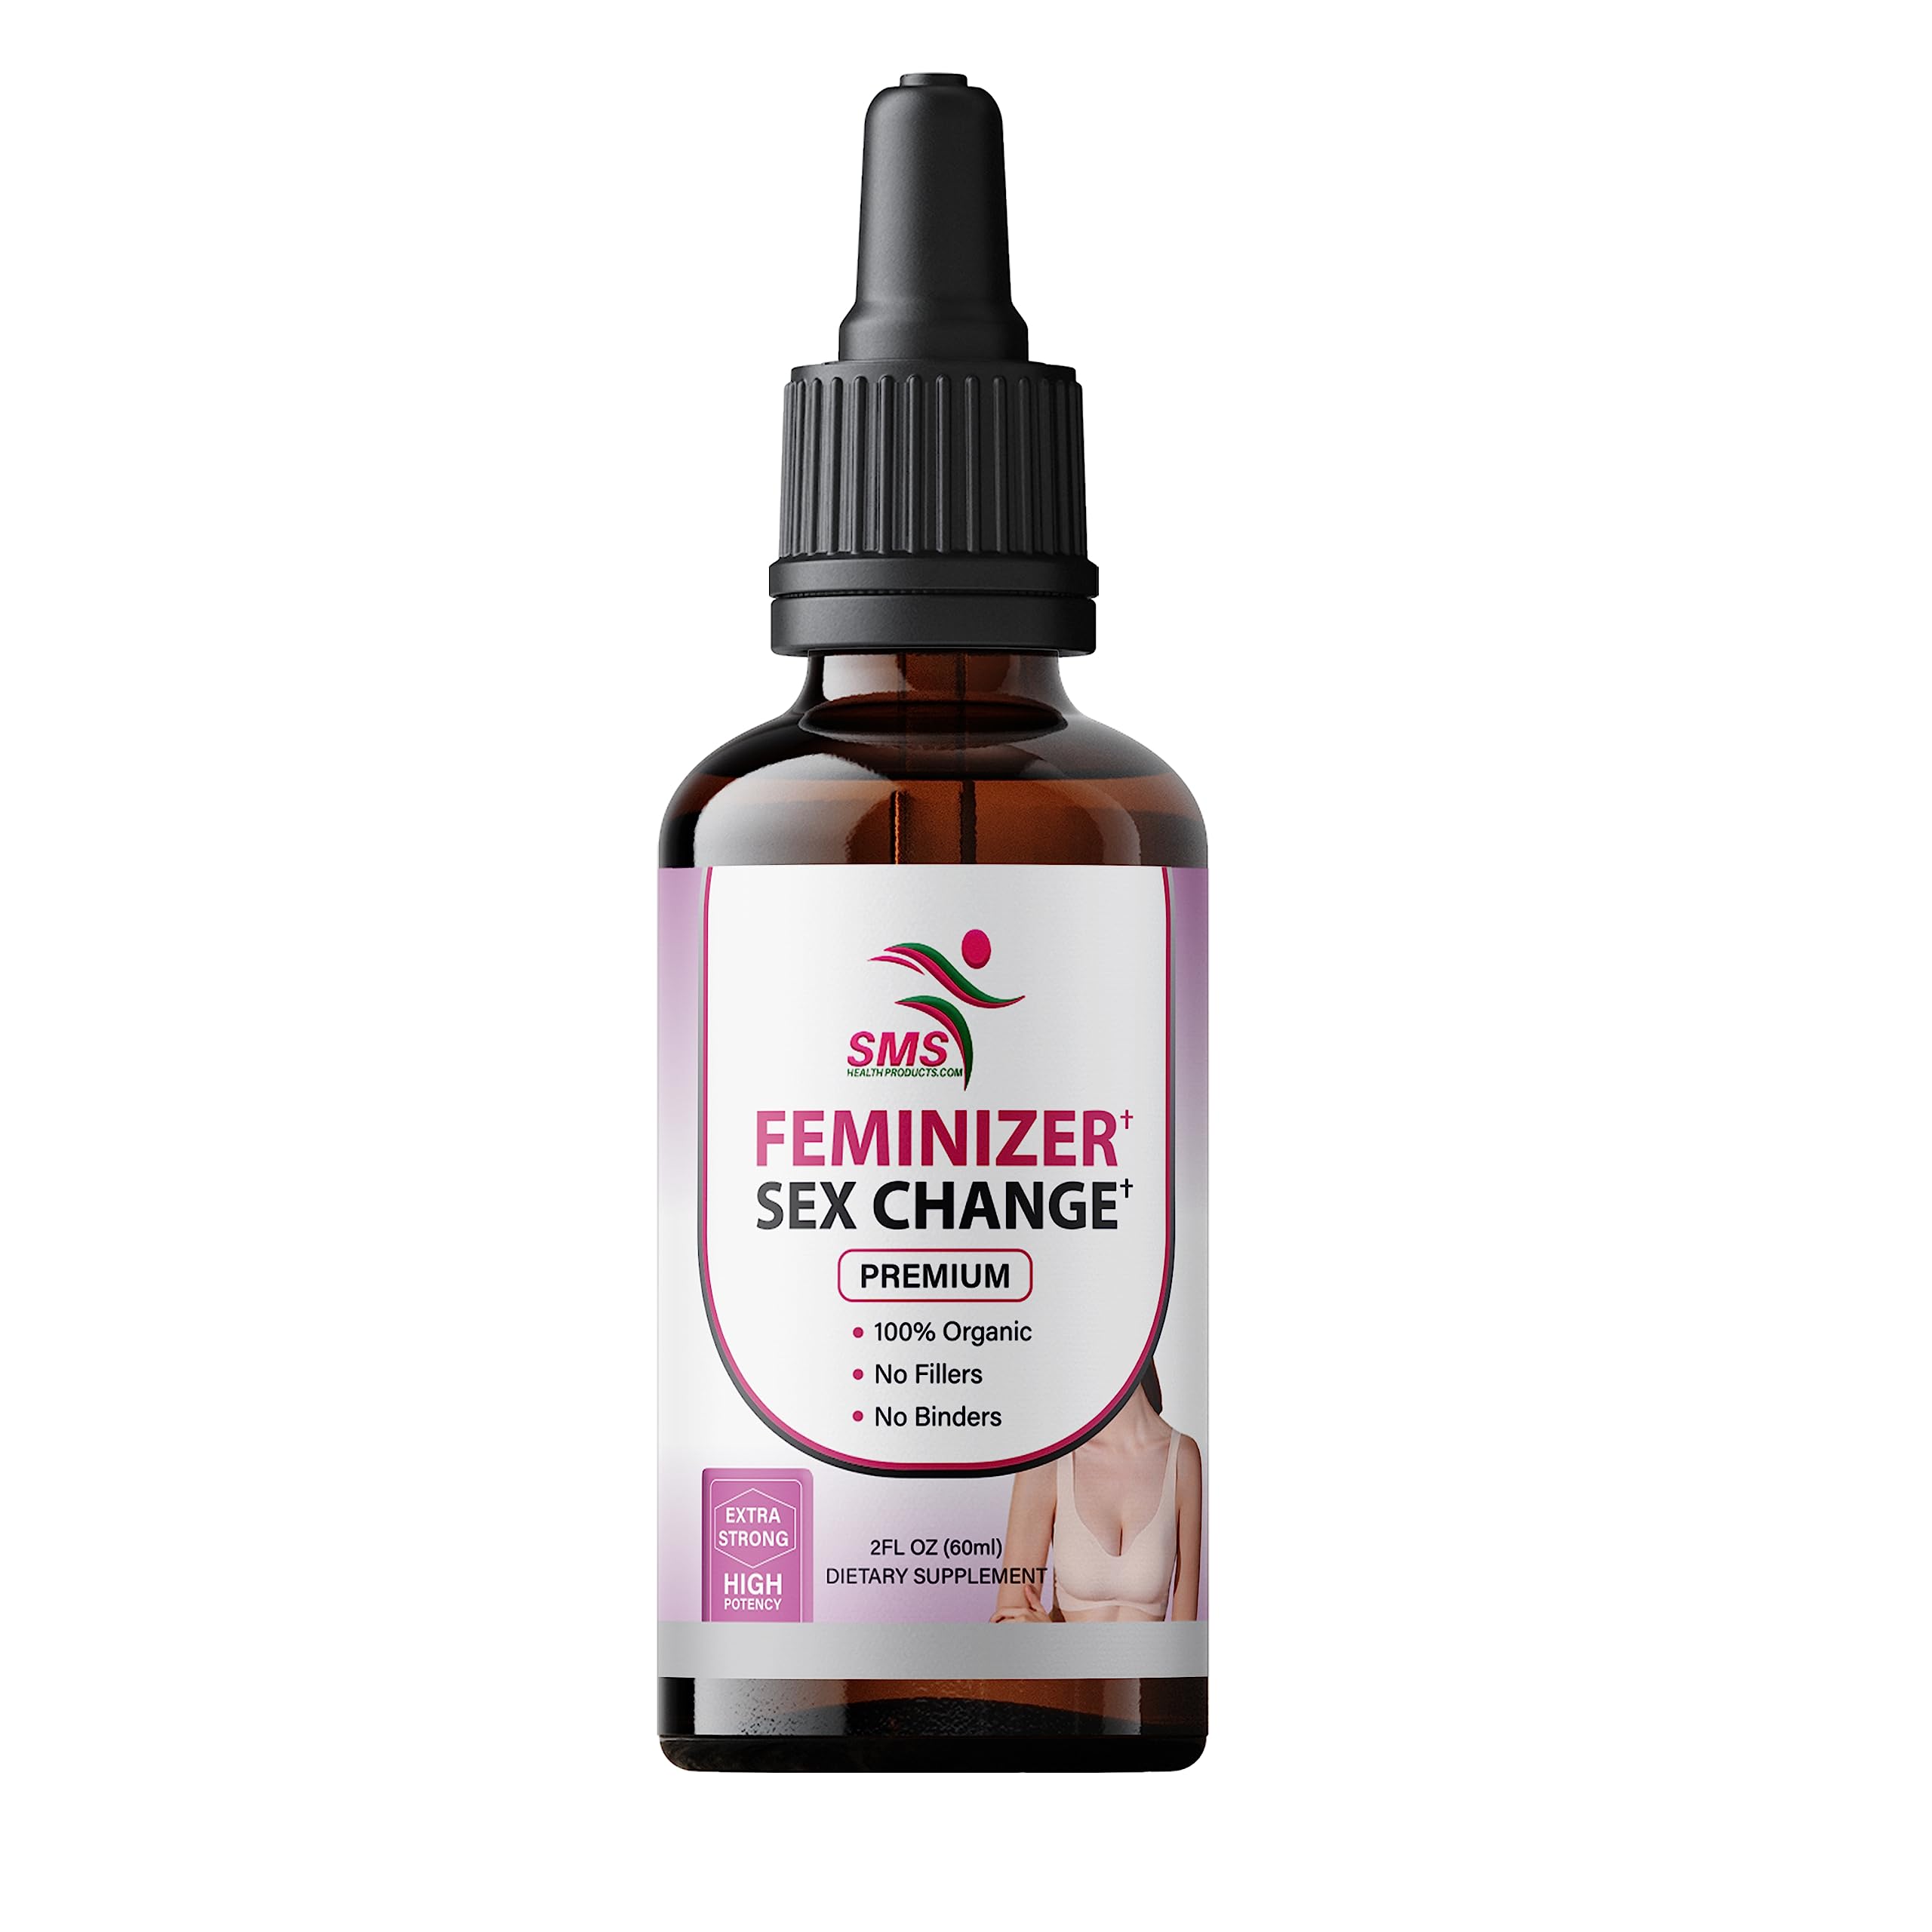 SMS
HEALTHPRODUCTS.COM
FEMINIZER†
SEX CHANGE†
PREMIUM
• 100% Organic
• No Fillers
• No Binders
EXTRA
STRONG
HIGH
POTENCY
2FL OZ (60ml)
DIETARY SUPPLEMENT